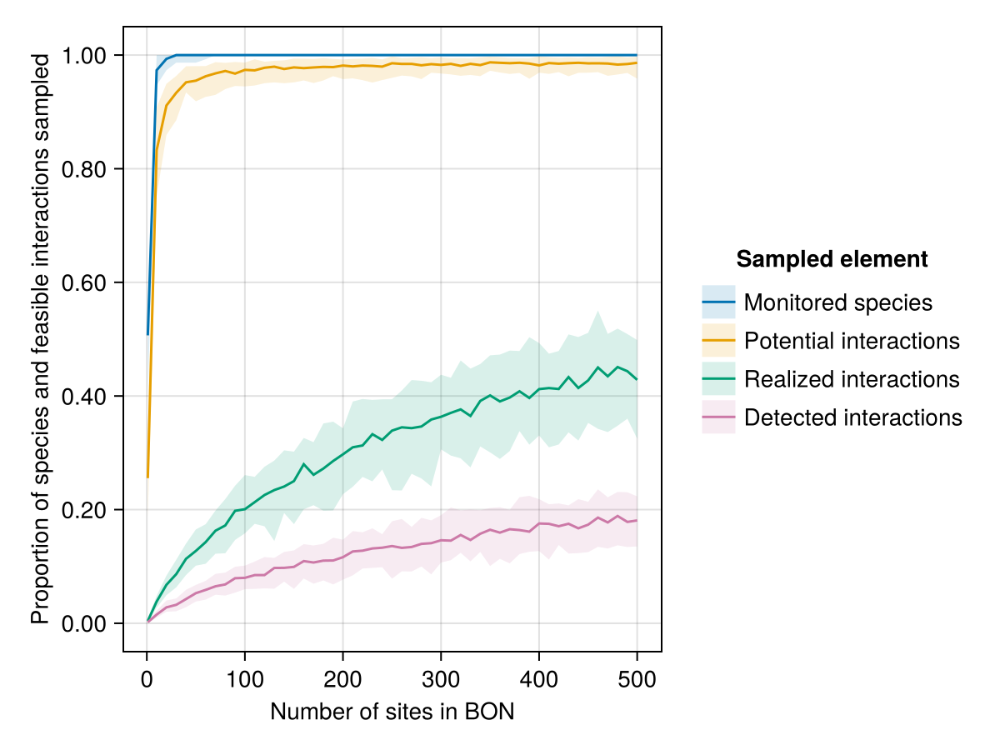 Proportion of species and feasible interactions sampled
1.00
0.80
0.60
0.40
0.20
0.00
0 100 200 300 400 500
Number of sites in BON
Sampled element
Monitored species
Potential interactions
Realized interactions
Detected interactions